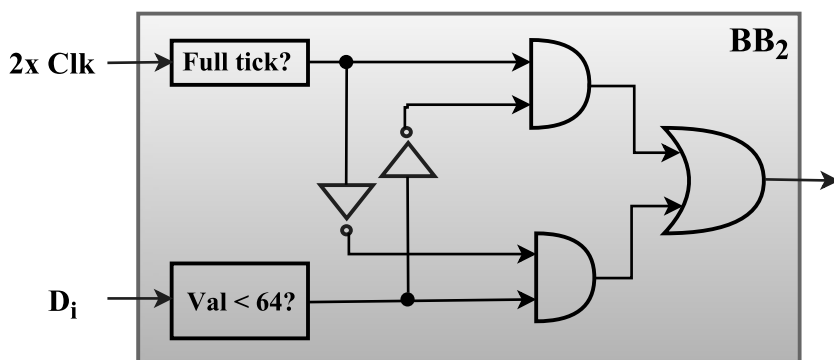 BB₂
2x Clk
Full tick?
Dᵢ
Val < 64?